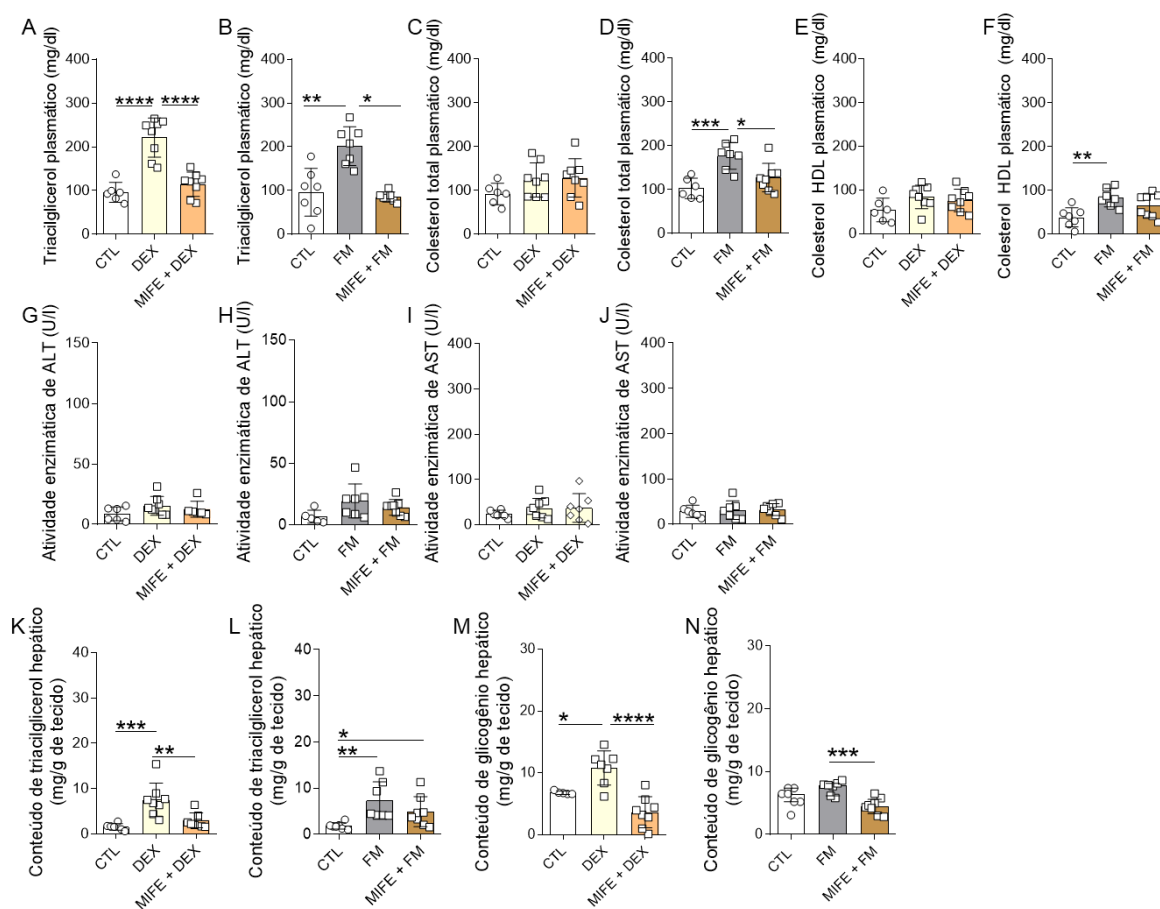 A
Triacilglicerol plasmático (mg/dl)
400
300
200
100
0
****
****
CTL
DEX
MIFE + DEX
B
Triacilglicerol plasmático (mg/dl)
400
300
200
100
0
**
*
CTL
FM
MIFE + FM
C
Colesterol total plasmático (mg/dl)
400
300
200
100
0
CTL
DEX
MIFE + DEX
D
Colesterol total plasmático (mg/dl)
400
300
200
100
0
***
*
CTL
FM
MIFE + FM
E
Colesterol HDL plasmático (mg/dl)
400
300
200
100
0
CTL
DEX
MIFE + DEX
F
Colesterol HDL plasmático (mg/dl)
400
300
200
100
0
**
CTL
FM
MIFE + FM
G
Atividade enzimática de ALT (U/l)
150
100
50
0
CTL
DEX
MIFE + DEX
H
Atividade enzimática de ALT (U/l)
150
100
50
0
CTL
FM
MIFE + FM
I
Atividade enzimática de AST (U/l)
400
300
200
100
0
CTL
DEX
MIFE + DEX
J
Atividade enzimática de AST (U/l)
400
300
200
100
0
CTL
FM
MIFE + FM
K
Conteúdo de triacilglicerol hepático
(mg/g de tecido)
40
30
20
10
0
***
**
CTL
DEX
MIFE + DEX
L
Conteúdo de triacilglicerol hepático
(mg/g de tecido)
40
30
20
10
0
*
**
CTL
FM
MIFE + FM
M
Conteúdo de glicogênio hepático
(mg/g de tecido)
30
20
10
0
*
****
CTL
DEX
MIFE + DEX
N
Conteúdo de glicogênio hepático
(mg/g de tecido)
30
20
10
0
***
CTL
FM
MIFE + FM